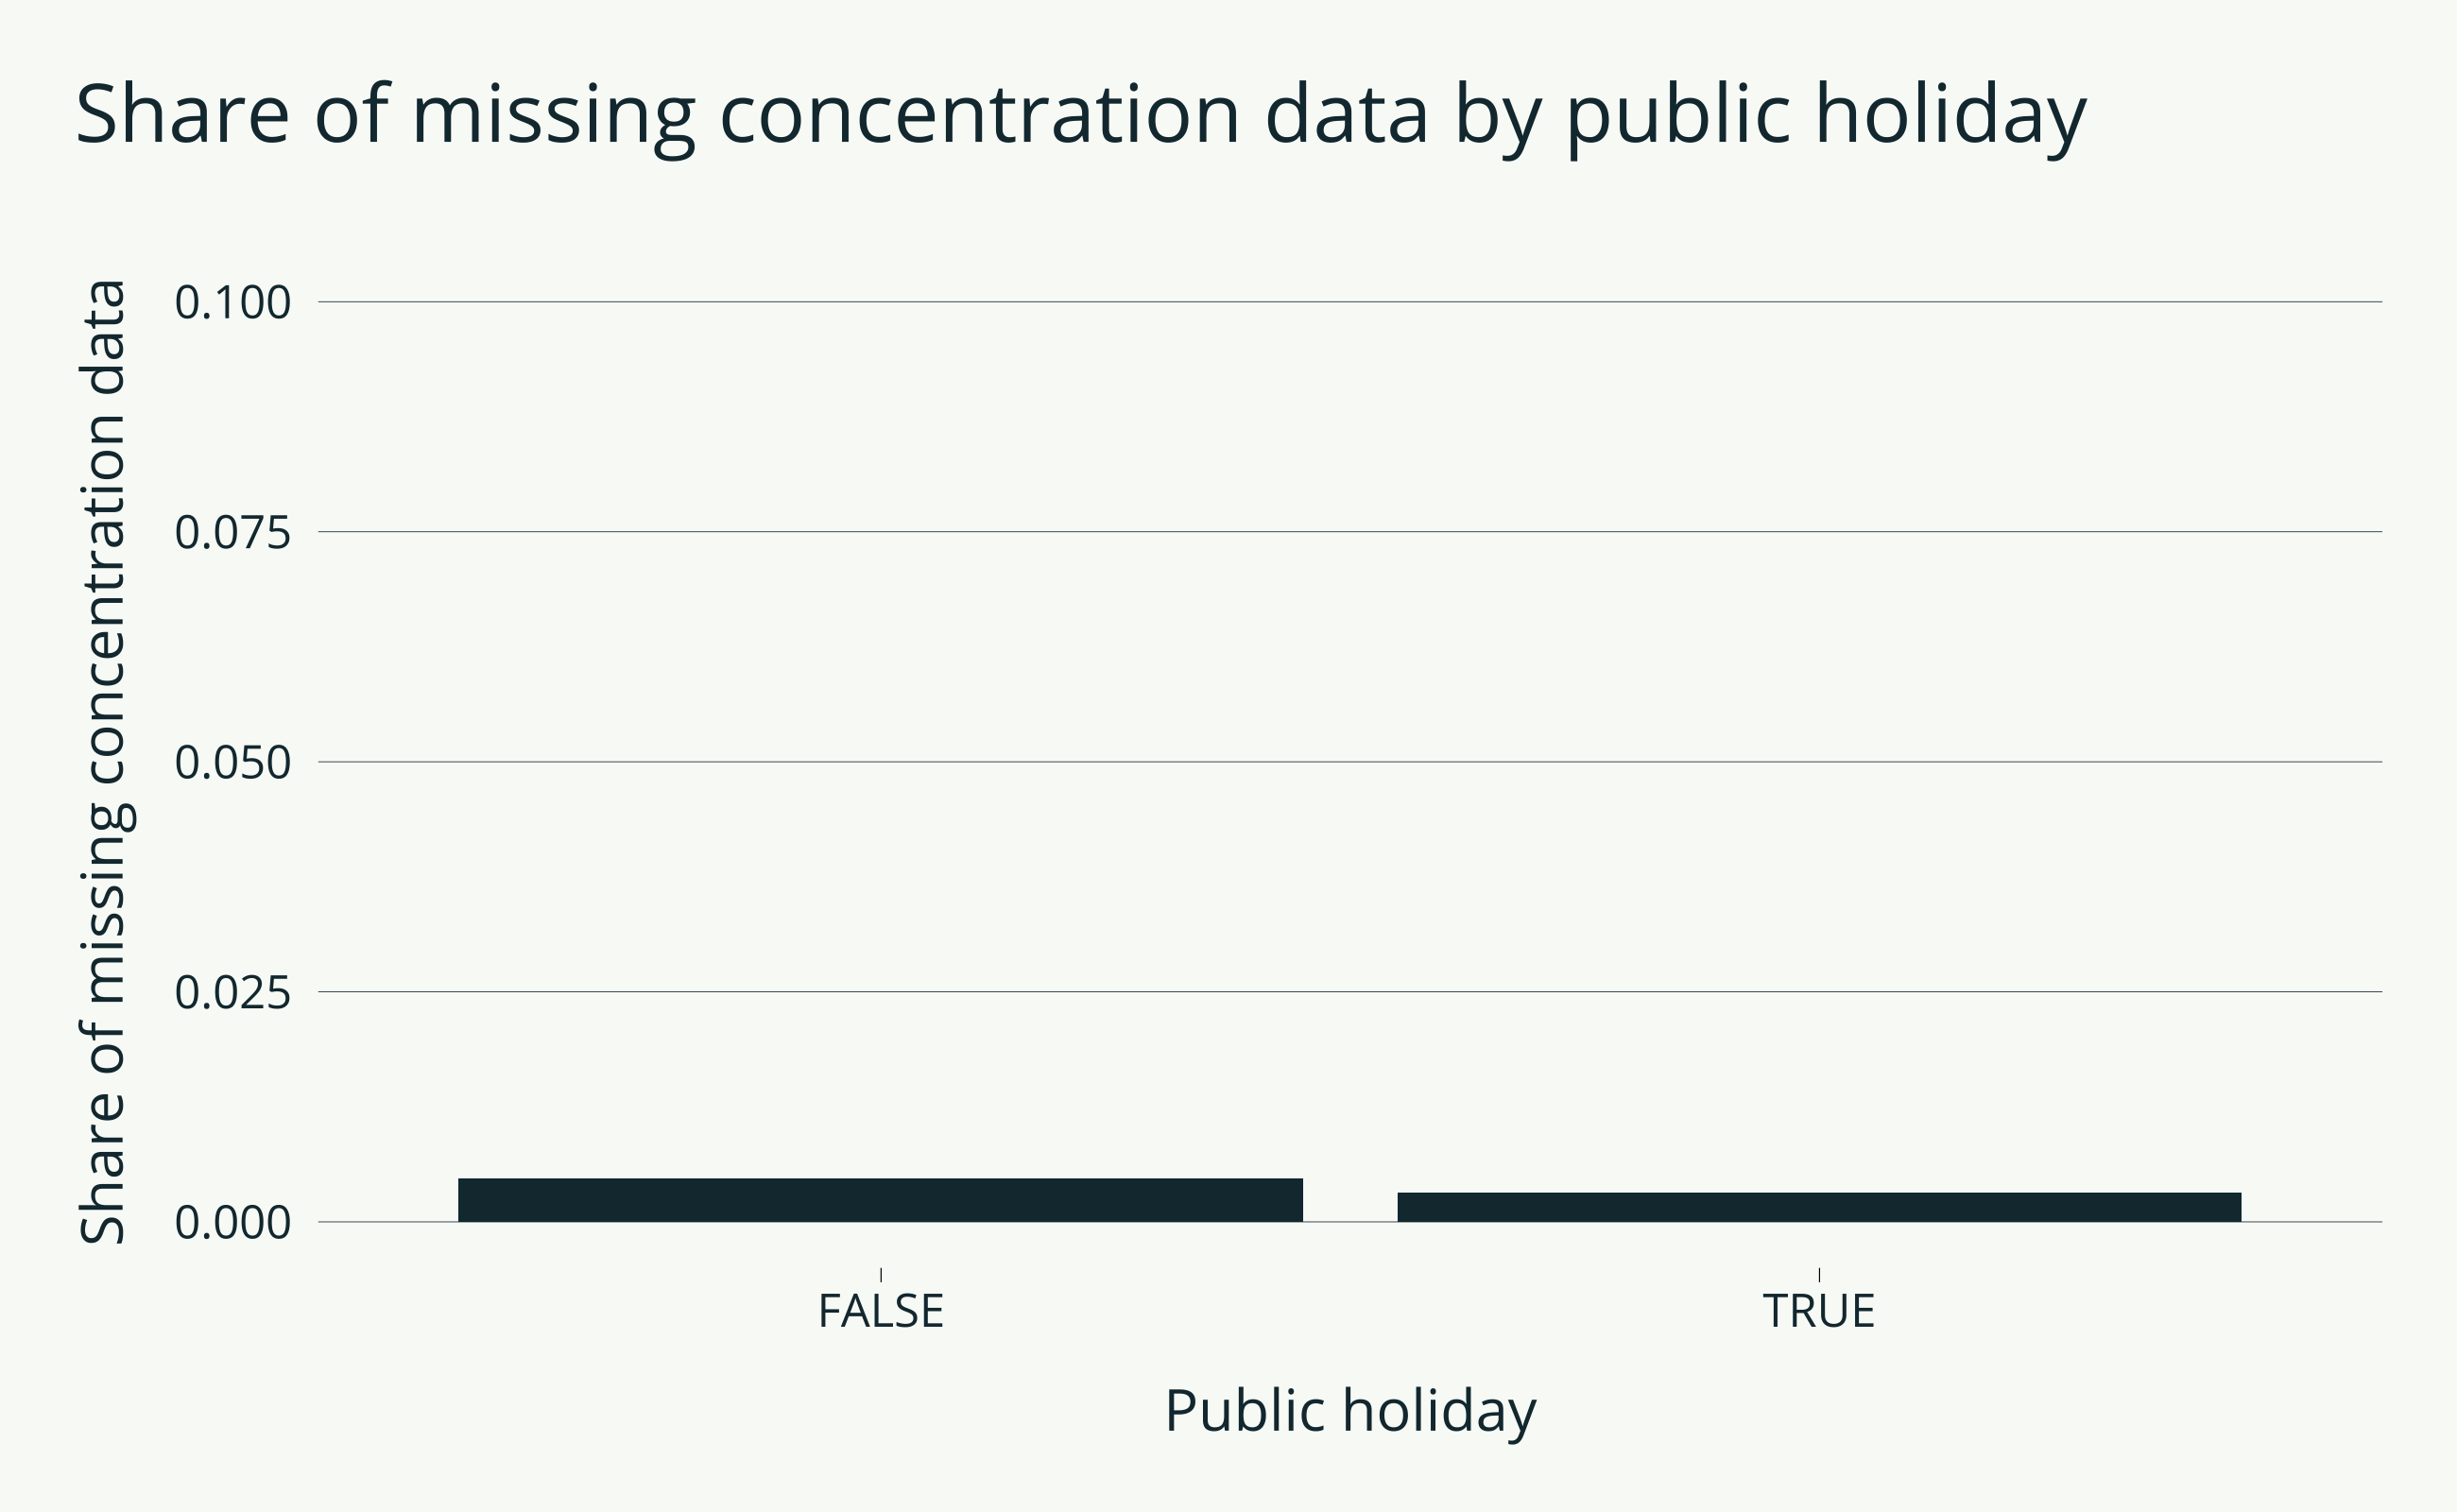 Share of missing concentration data by public holiday
Share of missing concentration data
0.100
0.075
0.050
0.025
0.000
FALSE
TRUE
Public holiday